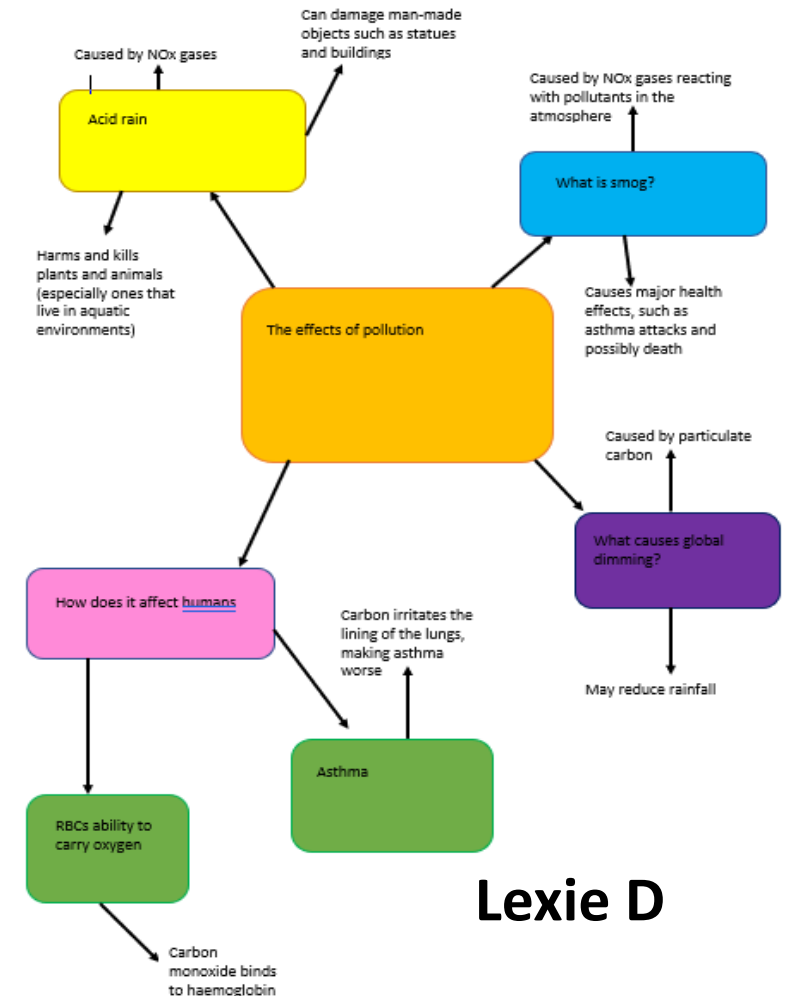 Can damage man-made
objects such as statues
and buildings
Caused by NOx gases
Acid rain
Harms and kills
plants and animals
(especially ones that
live in aquatic
environments)
Caused by NOx gases reacting
with pollutants in the
atmosphere
What is smog?
Causes major health
effects, such as
asthma attacks and
possibly death
The effects of pollution
Caused by particulate
carbon
What causes global
dimming?
May reduce rainfall
How does it affect humans
Carbon irritates the
lining of the lungs,
making asthma
worse
Asthma
RBCs ability to
carry oxygen
Carbon
monoxide binds
to haemoglobin
Lexie D